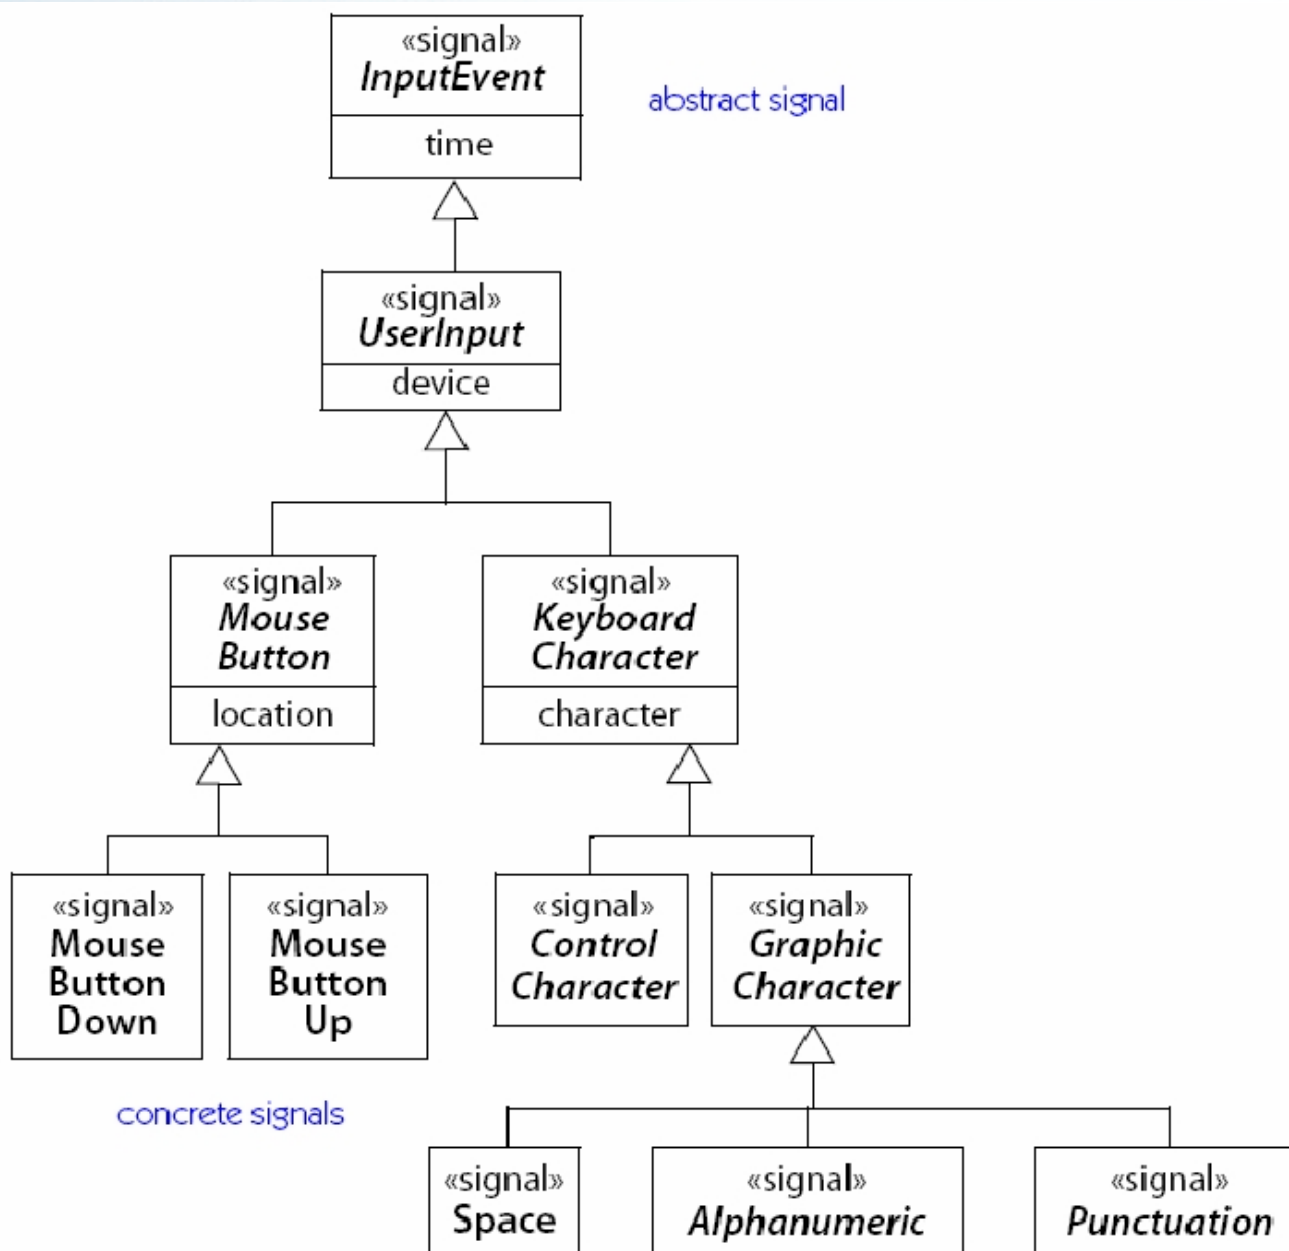 «signal»
InputEvent
abstract signal
time
«signal»
UserInput
device
«signal»
Mouse
Button
location
«signal»
Keyboard
Character
character
«signal»
Mouse
Button
Down
«signal»
Mouse
Button
Up
«signal»
Control
Character
«signal»
Graphic
Character
concrete signals
«signal»
Space
«signal»
Alphanumeric
«signal»
Punctuation